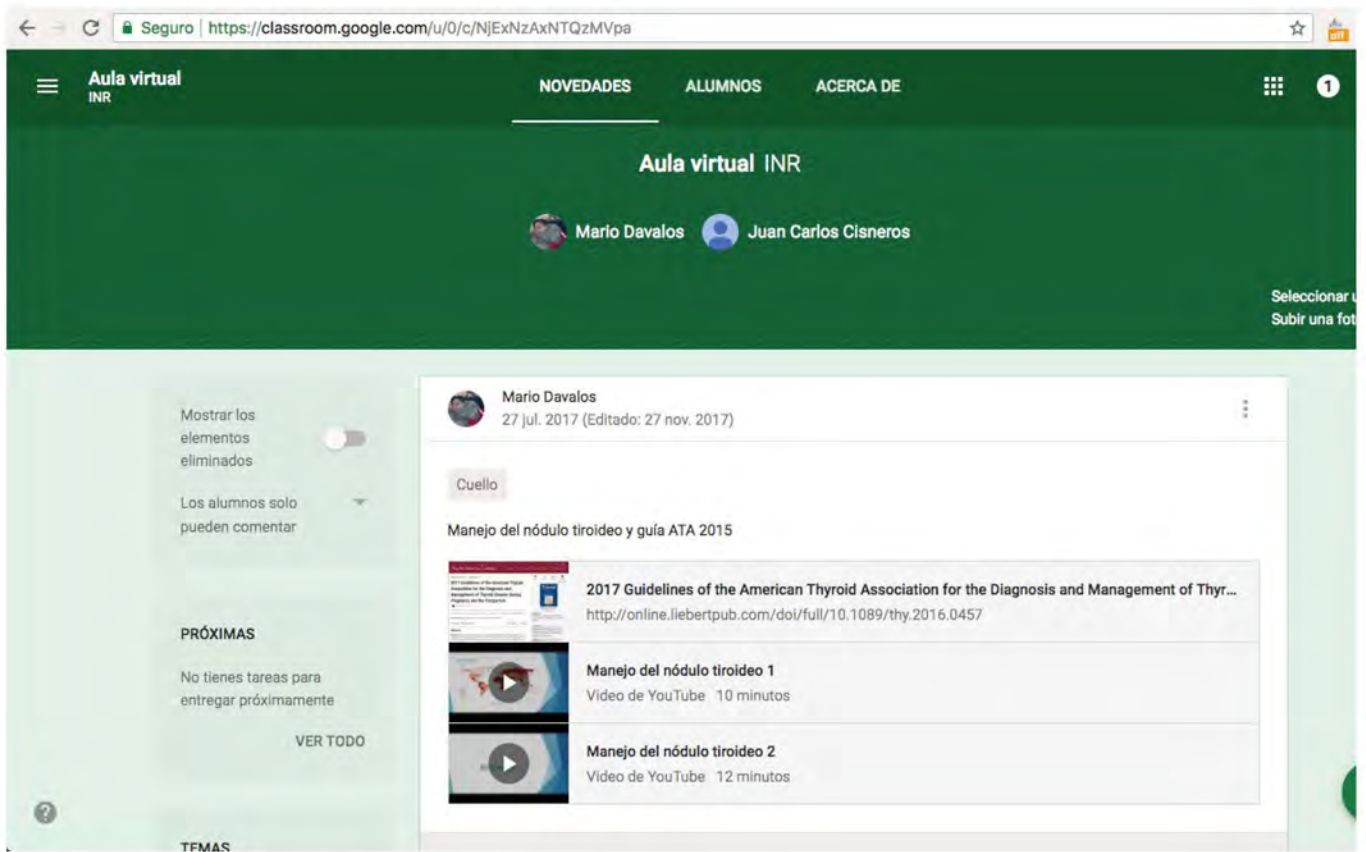 Seguro | https://classroom.google.com/u/0/c/NjExNzAxNTQzMVpa
Aula virtual
INR
NOVEDADES ALUMNOS ACERCA DE
1
Aula virtual INR
Mario Davalos Juan Carlos Cisneros
Seleccionar u
Subir una fot
Mostrar los
elementos
eliminados
Los alumnos solo
pueden comentar
PRÓXIMAS
No tienes tareas para
entregar próximamente
VER TODO
TEMAS
Mario Davalos
27 jul. 2017 (Editado: 27 nov. 2017)
Cuello
Manejo del nódulo tiroideo y guía ATA 2015
2017 Guidelines of the American Thyroid Association for the Diagnosis and Management of Thyr...
http://online.liebertpub.com/doi/full/10.1089/thy.2016.0457
Manejo del nódulo tiroideo 1
Video de YouTube 10 minutos
Manejo del nódulo tiroideo 2
Video de YouTube 12 minutos